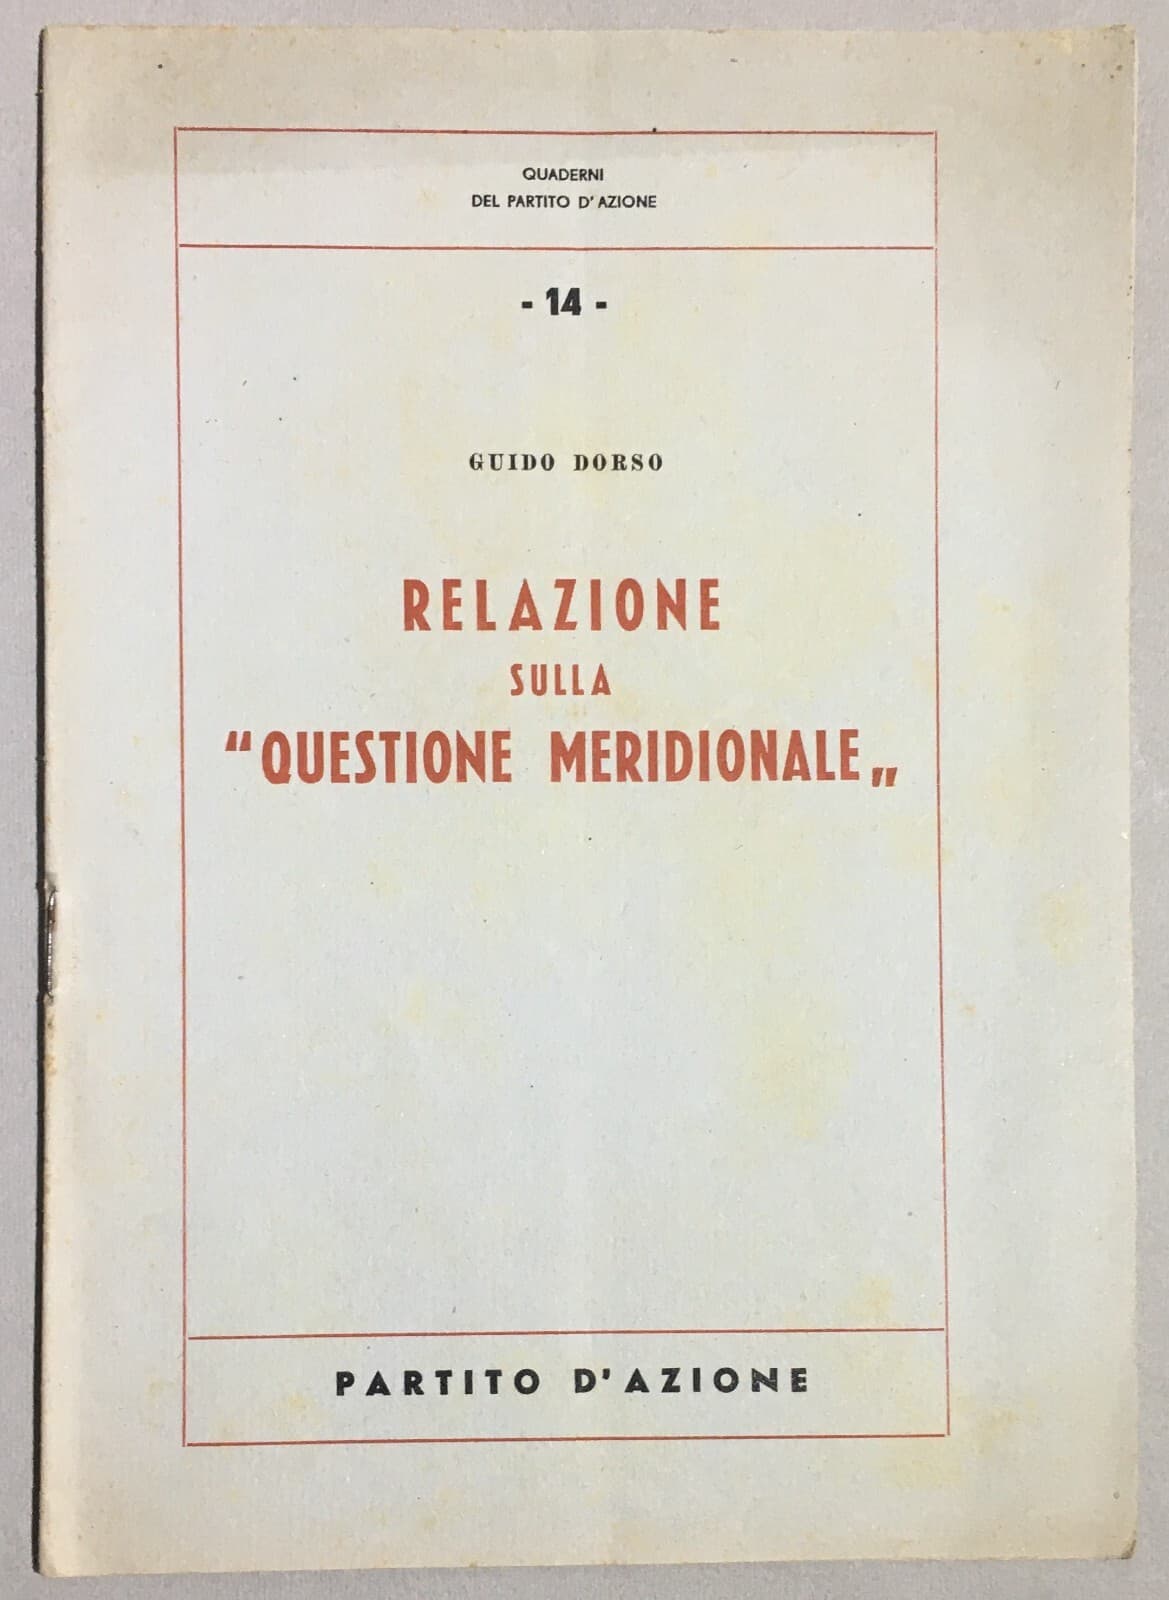 QUADERNI
DEL PARTITO D'AZIONE
- 14 -
GUIDO DORSO
RELAZIONE
SULLA
“QUESTIONE MERIDIONALE„
PARTITO D'AZIONE